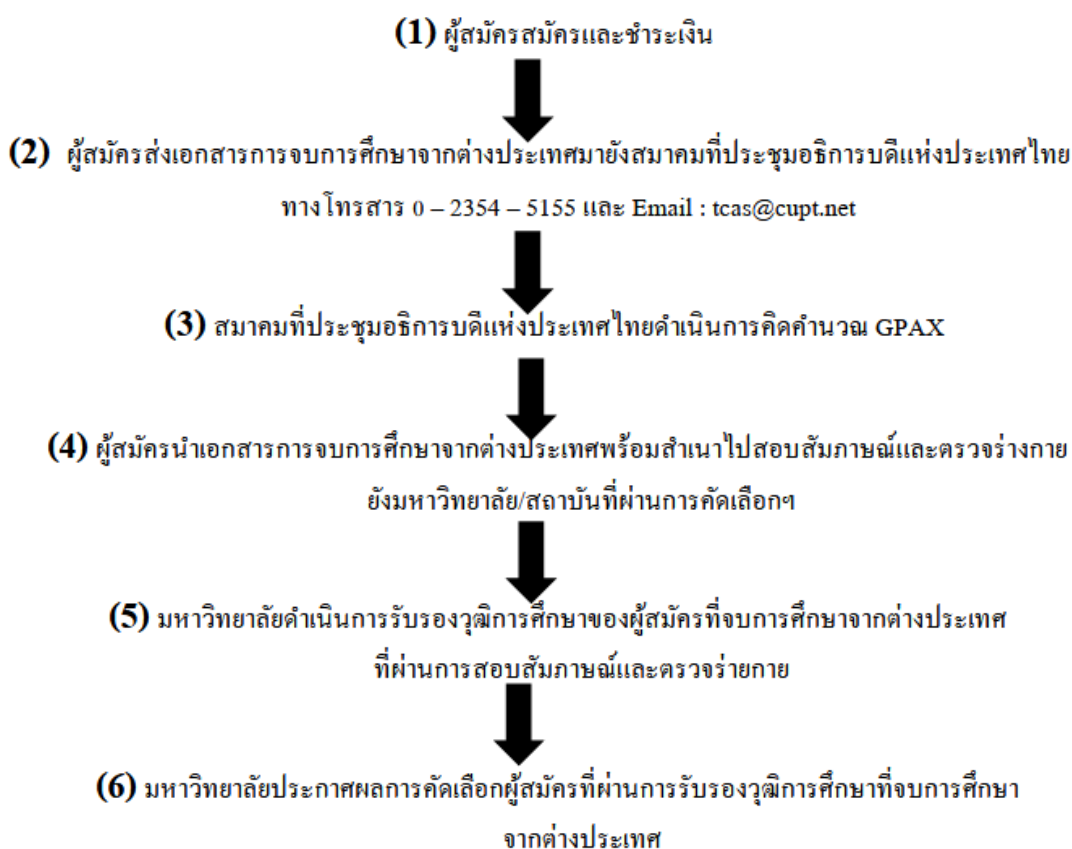 (1) ผู้สมัครสมัครและชำระเงิน
(2) ผู้สมัครส่งเอกสารการจบการศึกษาจากต่างประเทศมายังสมาคมที่ประชุมอธิการบดีแห่งประเทศไทย
ทางโทรสาร 0 – 2354 – 5155 และ Email : tcas@cupt.net
(3) สมาคมที่ประชุมอธิการบดีแห่งประเทศไทยดำเนินการคิดคำนวณ GPAX
(4) ผู้สมัครนำเอกสารการจบการศึกษาจากต่างประเทศพร้อมสำเนาไปสอบสัมภาษณ์และตรวจร่างกาย
ยังมหาวิทยาลัย/สถาบันที่ผ่านการคัดเลือกฯ
(5) มหาวิทยาลัยดำเนินการรับรองวุฒิการศึกษาของผู้สมัครที่จบการศึกษาจากต่างประเทศ
ที่ผ่านการสอบสัมภาษณ์และตรวจร่ายกาย
(6) มหาวิทยาลัยประกาศผลการคัดเลือกผู้สมัครที่ผ่านการรับรองวุฒิการศึกษาที่จบการศึกษา
จากต่างประเทศ